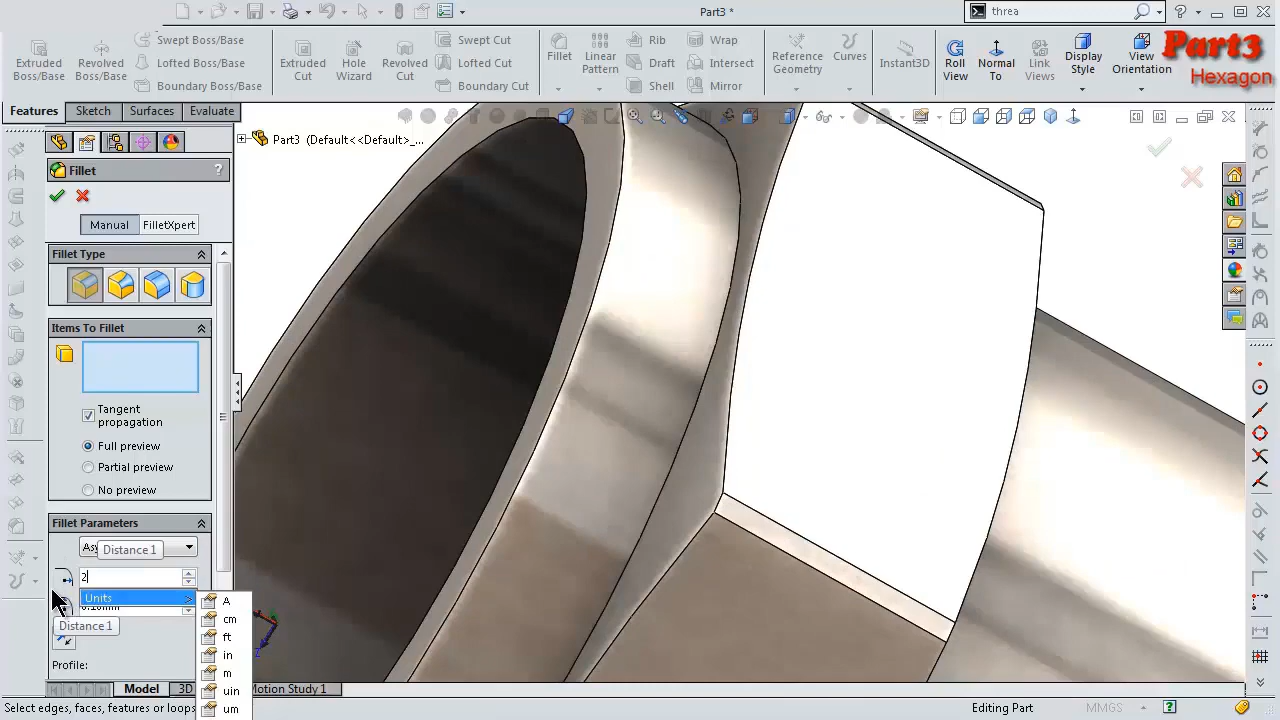 Part3 *
threa
Part3
Hexagon
Extruded Boss/Base
Revolved Boss/Base
Swept Boss/Base
Lofted Boss/Base
Boundary Boss/Base
Extruded Cut
Hole Wizard
Revolved Cut
Swept Cut
Boundary Cut
Fillet
Linear Pattern
Rib
Draft
Shell
Wrap
Intersect
Mirror
Reference Geometry
Curves
Instant3D
Roll View
Normal To
Link Views
Display Style
View Orientation
Features
Sketch
Surfaces
Evaluate
Part3 (Default<<Default>_...
Fillet
?
Manual
FilletXpert
Fillet Type
Items To Fillet
Tangent propagation
Full preview
Partial preview
No preview
Fillet Parameters
Distance 1
2
Units >
Distance 1
A
cm
ft
in
m
uin
um
Profile:
Model
3D
Motion Study 1
Select edges, faces, features or loops
Editing Part
MMGS